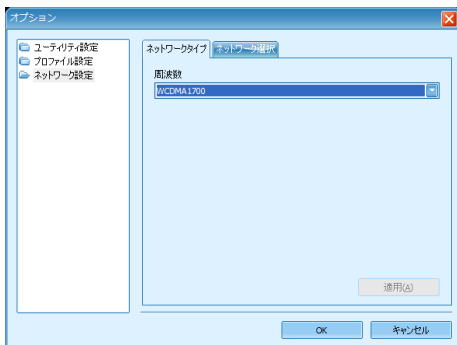 オプション
ユーティリティ設定
プロファイル設定
ネットワーク設定
ネットワークタイプ ネットワーク選択
周波数
WCDMA1700
適用(A)
OK キャンセル